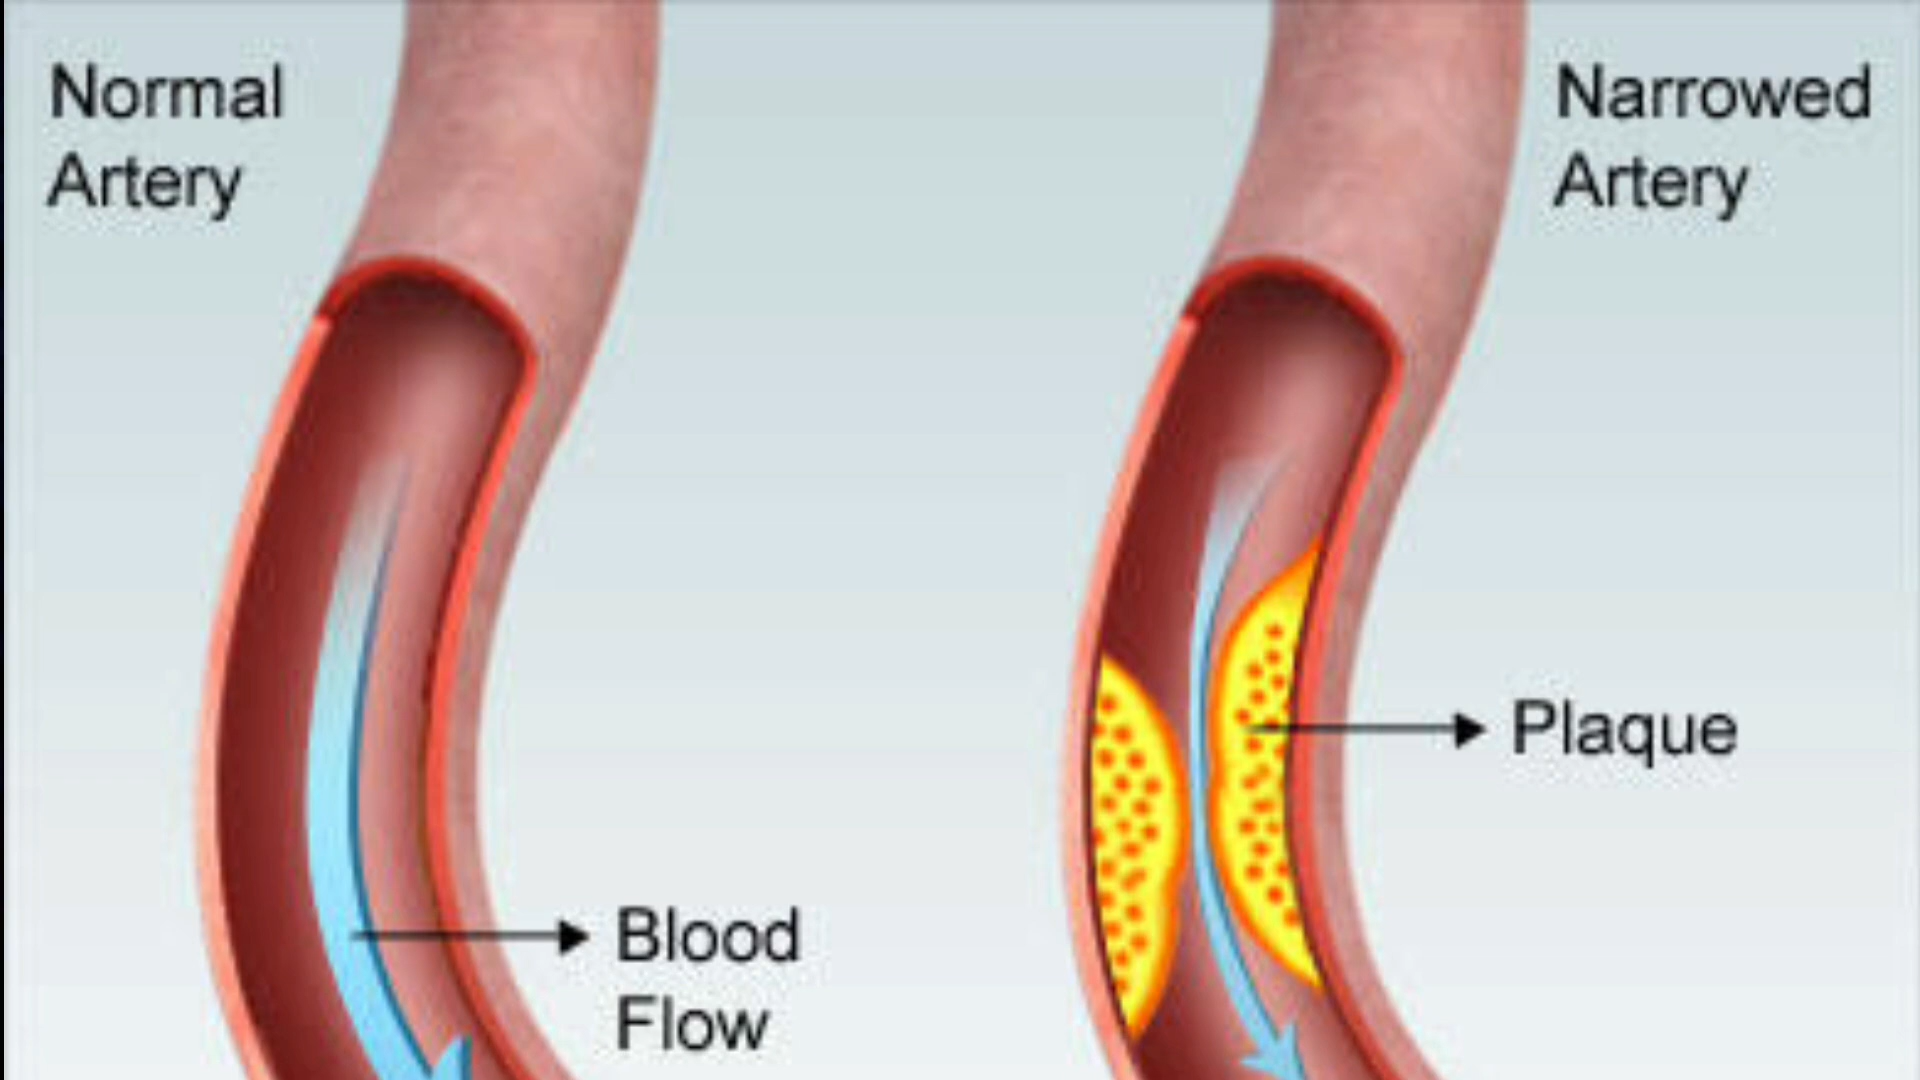 Normal
Artery
Narrowed
Artery
Plaque
Blood
Flow